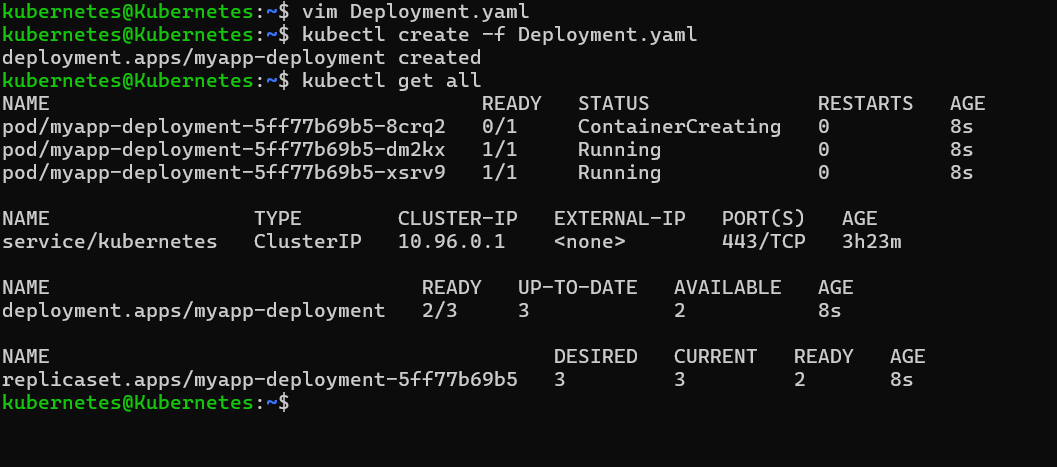 kubernetes@Kubernetes:~$ vim Deployment.yaml
kubernetes@Kubernetes:~$ kubectl create -f Deployment.yaml
deployment.apps/myapp-deployment created
kubernetes@Kubernetes:~$ kubectl get all
NAME                                    READY   STATUS              RESTARTS   AGE
pod/myapp-deployment-5ff77b69b5-8crq2   0/1     ContainerCreating   0          8s
pod/myapp-deployment-5ff77b69b5-dm2kx   1/1     Running             0          8s
pod/myapp-deployment-5ff77b69b5-xsrv9   1/1     Running             0          8s

NAME                 TYPE        CLUSTER-IP   EXTERNAL-IP   PORT(S)   AGE
service/kubernetes   ClusterIP   10.96.0.1    <none>        443/TCP   3h23m

NAME                               READY   UP-TO-DATE   AVAILABLE   AGE
deployment.apps/myapp-deployment   2/3     3            2           8s

NAME                                          DESIRED   CURRENT   READY   AGE
replicaset.apps/myapp-deployment-5ff77b69b5   3         3         2       8s
kubernetes@Kubernetes:~$